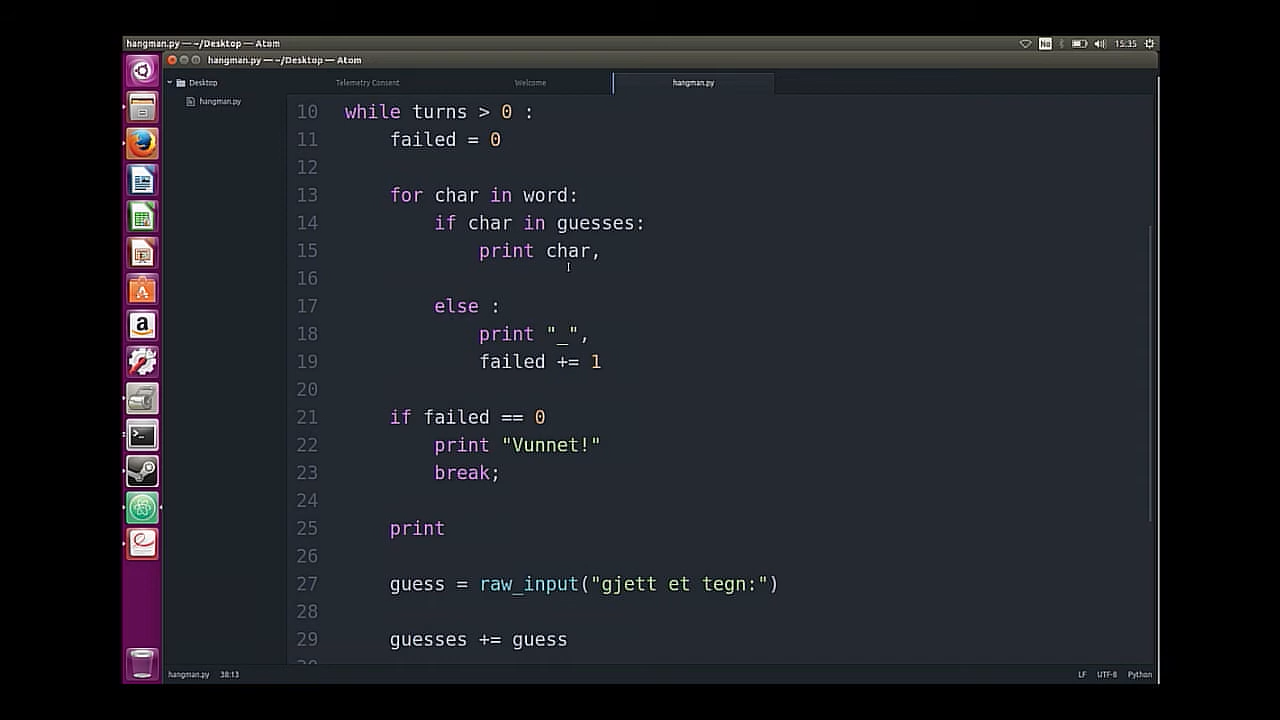 hangman.py — ~/Desktop — Atom
Na 15:35
hangman.py — ~/Desktop — Atom
Desktop
hangman.py
Telemetry Consent
Welcome
hangman.py
10 while turns > 0 :
11 failed = 0
12
13 for char in word:
14 if char in guesses:
15 print char,
16
17 else :
18 print "_",
19 failed += 1
20
21 if failed == 0
22 print "Vunnet!"
23 break;
24
25 print
26
27 guess = raw_input("gjett et tegn:")
28
29 guesses += guess
hangman.py 38:13
LF UTF-8 Python